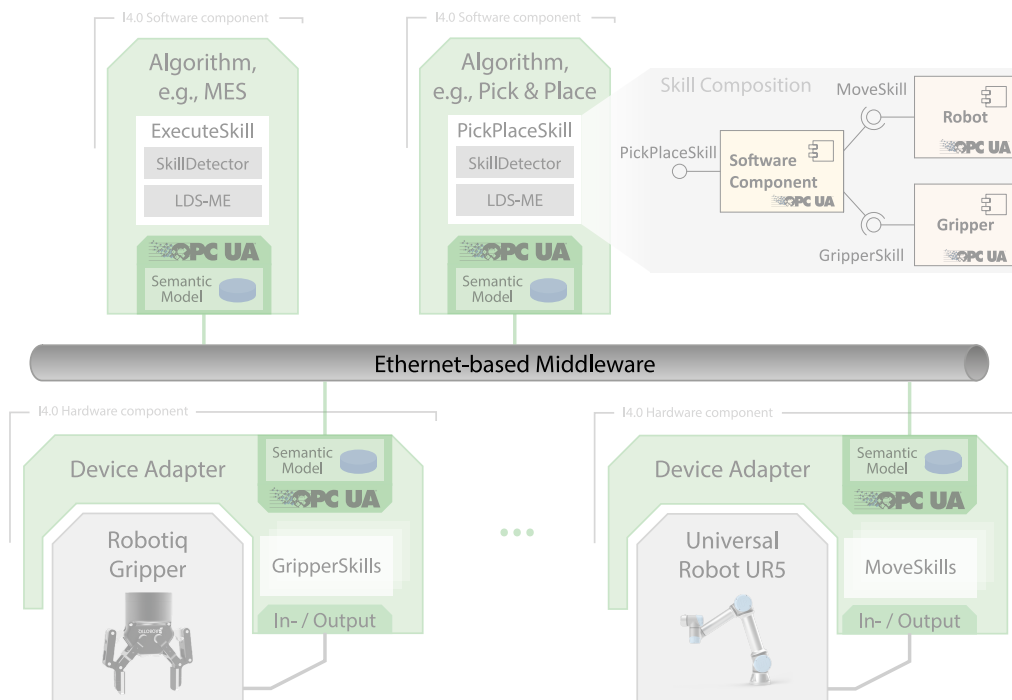 I4.0 Software component
Algorithm,
e.g., MES
ExecuteSkill
SkillDetector
LDS-ME
OPC UA
Semantic
Model
I4.0 Software component
Algorithm,
e.g., Pick & Place
PickPlaceSkill
SkillDetector
LDS-ME
OPC UA
Semantic
Model
Skill Composition
MoveSkill
Robot
OPC UA
PickPlaceSkill
Software
Component
OPC UA
Gripper
OPC UA
GripperSkill
Ethernet-based Middleware
I4.0 Hardware component
Device Adapter
Semantic
Model
OPC UA
Robotiq
Gripper
GripperSkills
In- / Output
I4.0 Hardware component
Device Adapter
Semantic
Model
OPC UA
Universal
Robot UR5
MoveSkills
In- / Output